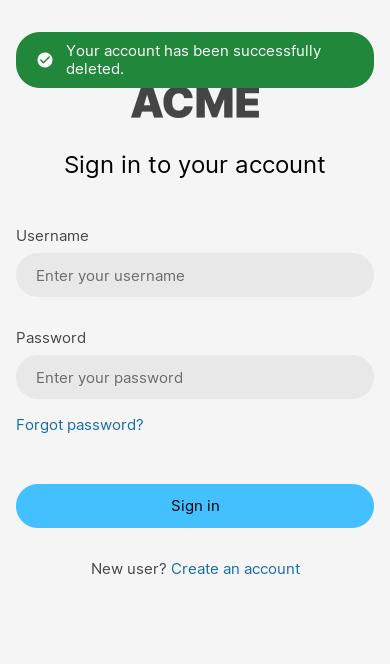 Your account has been successfully
deleted.
ACME
Sign in to your account
Username
Enter your username
Password
Enter your password
Forgot password?
Sign in
New user? Create an account